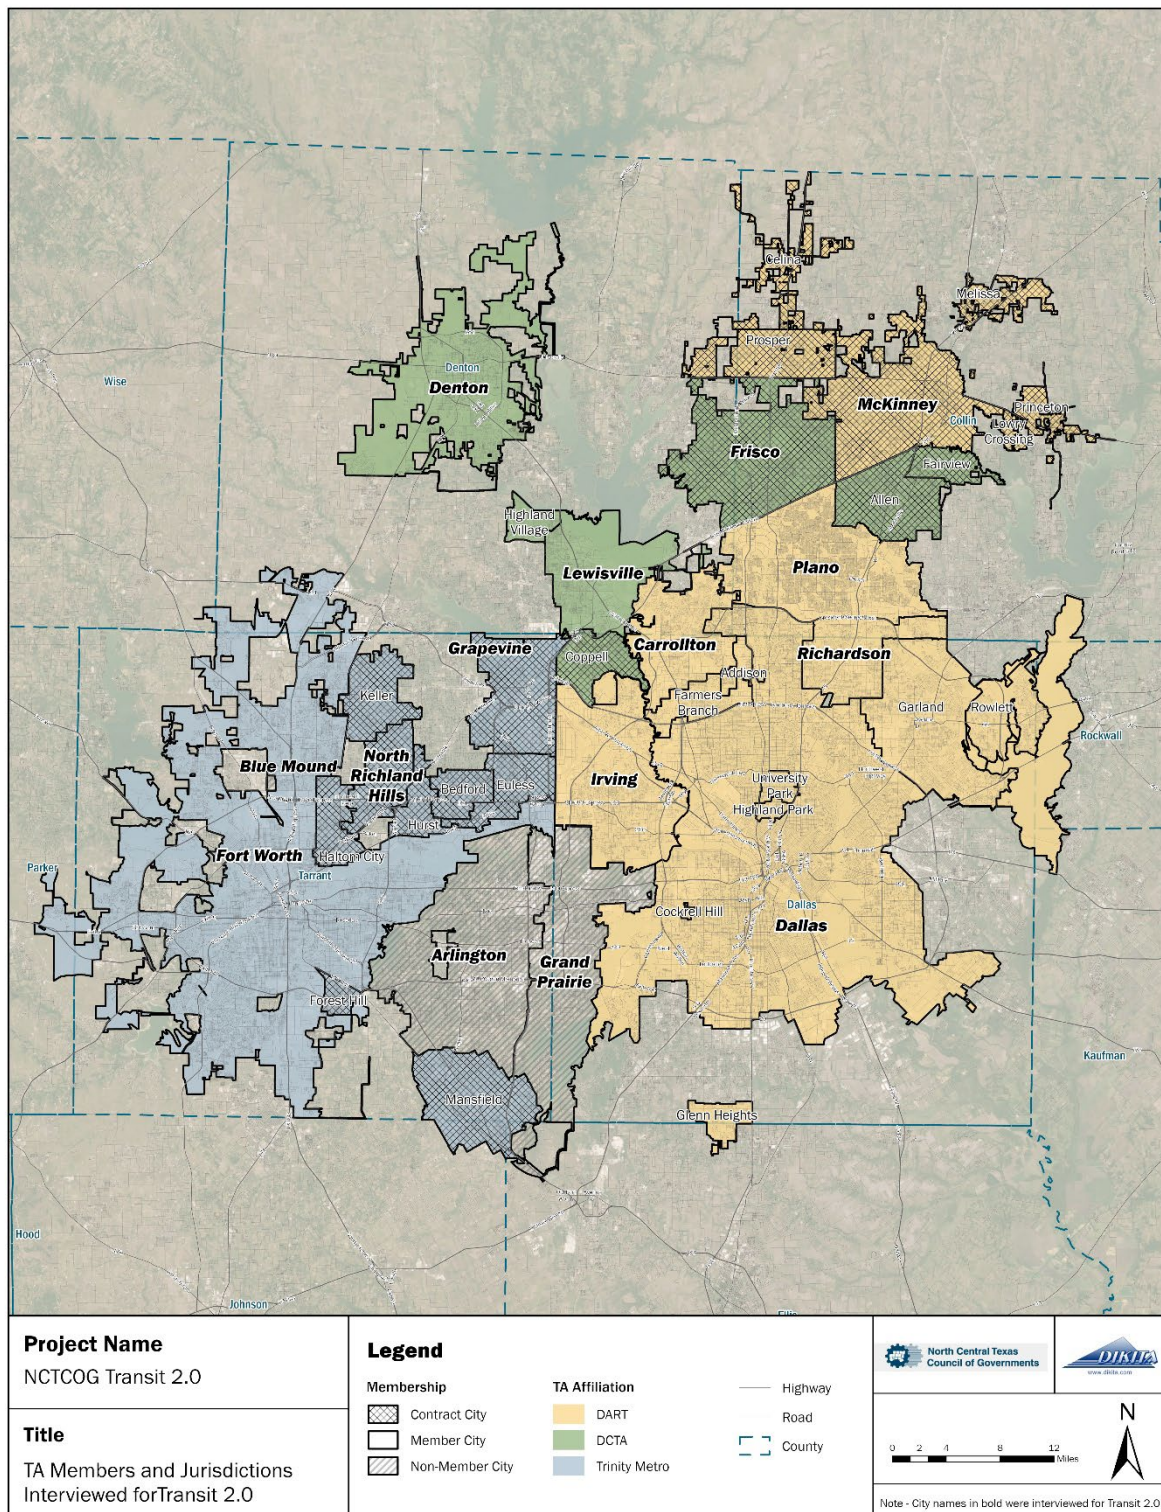 Celina
Melissa
Prosper
Wise
Denton
Denton
McKinney
Princeton
Collin
Lowry
Crossing
Frisco
Fairview
Allen
Highland
Village
Lewisville
Plano
Grapevine
Carrollton
Richardson
Coppell
Addison
Keller
Farmers
Branch
Garland
Rowlett
Rockwall
Blue Mound
North
Richland
Hills
Bedford
Euless
Irving
University
Park
Highland Park
Hurst
Haltom City
Fort Worth
Parker
Tarrant
Cockrell Hill
Dallas
Dallas
Arlington
Grand
Prairie
Forest Hill
Kaufman
Mansfield
Glenn Heights
Hood
Johnson
Ellis
Project Name
NCTCOG Transit 2.0
Title
TA Members and Jurisdictions
Interviewed forTransit 2.0
Legend
Membership
Contract City
Member City
Non-Member City
TA Affiliation
DART
DCTA
Trinity Metro
Highway
Road
County
North Central Texas
Council of Governments
DIKITA
www.dikita.com
N
0 2 4 8 12
Miles
Note - City names in bold were interviewed for Transit 2.0